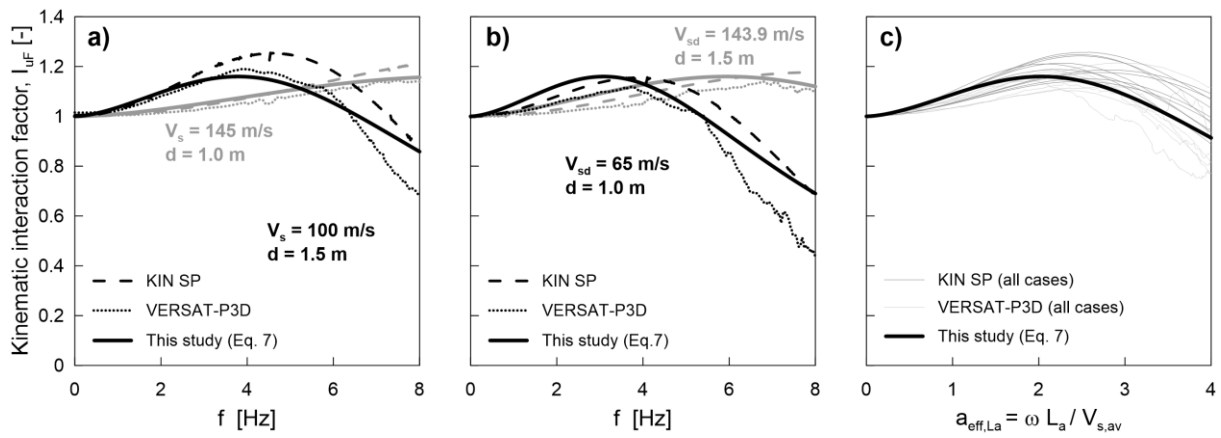 Kinematic interaction factor, I_uF [-]
1.4
1.2
1
0.8
0.6
0.4
0.2
0
a)
V_s = 145 m/s
d = 1.0 m
V_s = 100 m/s
d = 1.5 m
KIN SP
VERSAT-P3D
This study (Eq. 7)
0 2 4 6 8
f [Hz]
b)
V_sd = 143.9 m/s
d = 1.5 m
V_sd = 65 m/s
d = 1.0 m
KIN SP
VERSAT-P3D
This study (Eq.7)
0 2 4 6 8
f [Hz]
c)
KIN SP (all cases)
VERSAT-P3D (all cases)
This study (Eq. 7)
0 1 2 3 4
a_eff,La = ω L_a / V_s,av